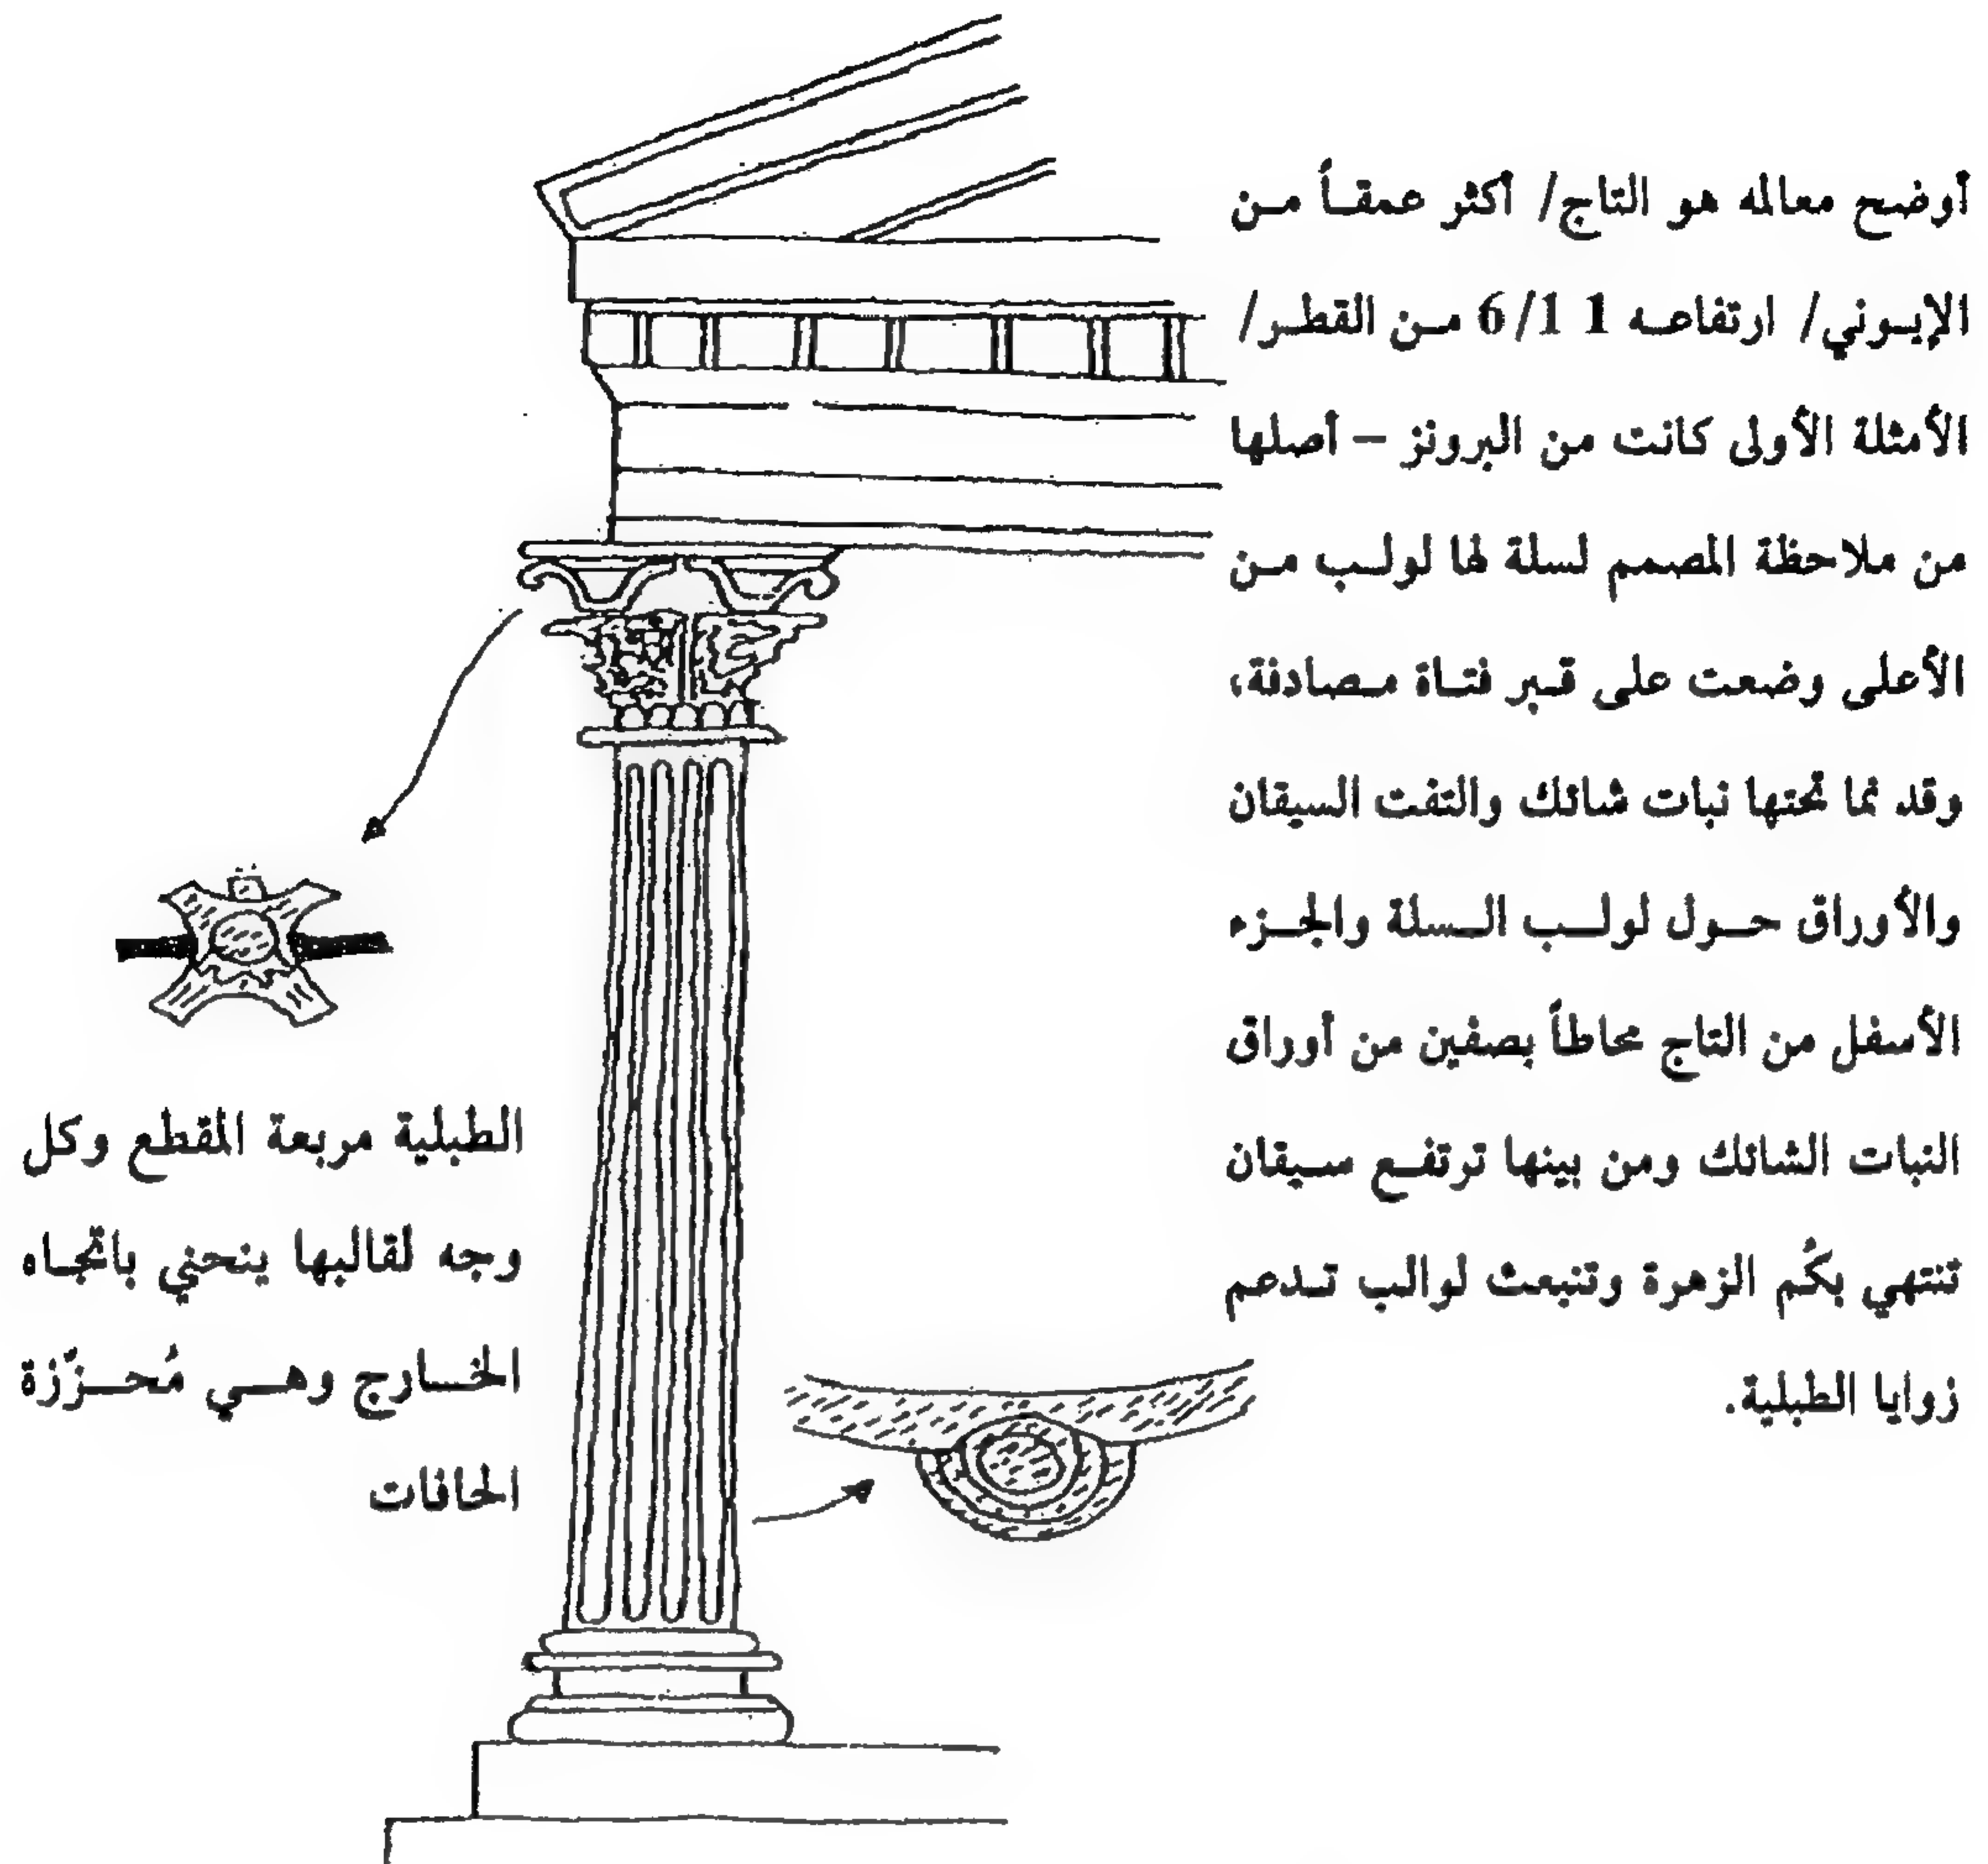 أوضح معالمه هو التاج/ أكثر عمقاً من
الإيوني/ ارتفاعه 1 6/11 من القطر/
الأمثلة الأولى كانت من البرونز – أصلها
من ملاحظة المصمم لسلة لها لولب من
الأعلى وضعت على قبر فتاة مصادفة،
وقد نما تحتها نبات شائك والتفت السيقان
والأوراق حول لولب السلة والجزء
الأسفل من التاج محاطاً بصفين من أوراق
النبات الشائك ومن بينها ترتفع سيقان
تنتهي بكُم الزهرة وتنبعث لوالب تدعم
زوايا الطبلية.
الطبلية مربعة المقطع وكل
وجه لقالبها ينحني باتجاه
الخارج وهي مُحزّزة
الحافات